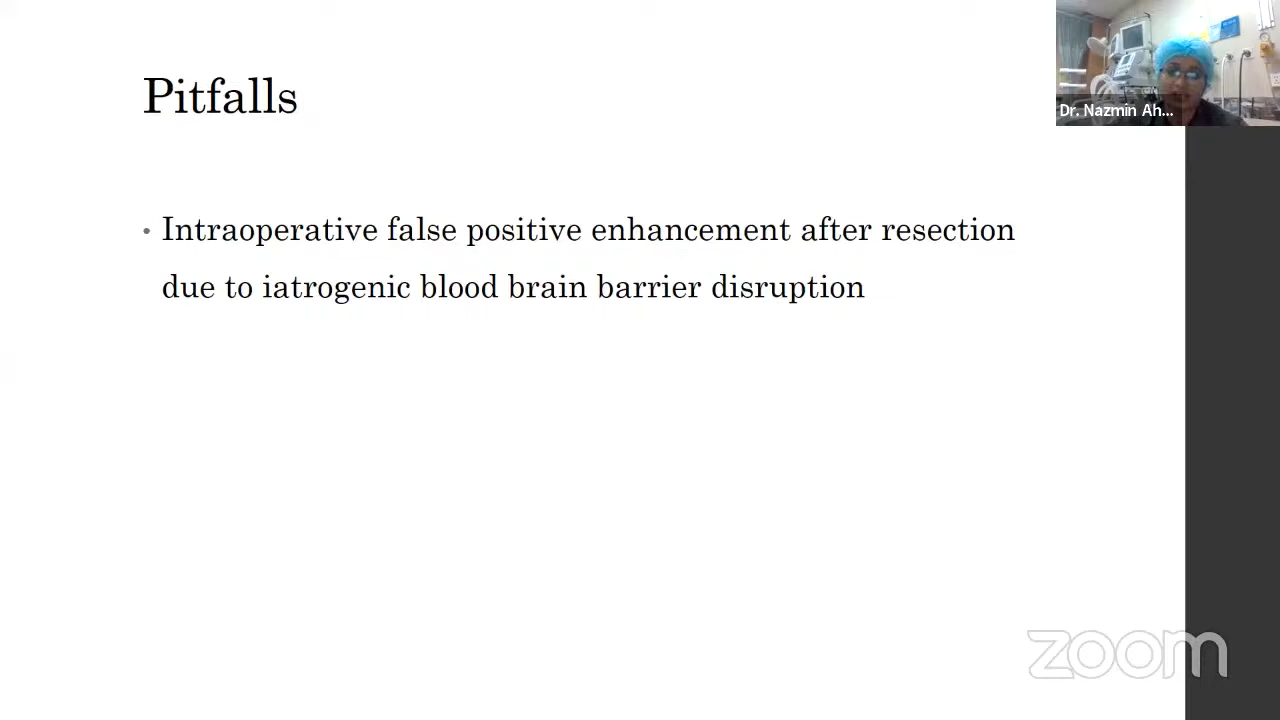 Pitfalls
Dr. Nazmin Ah...
• Intraoperative false positive enhancement after resection
due to iatrogenic blood brain barrier disruption
zoom